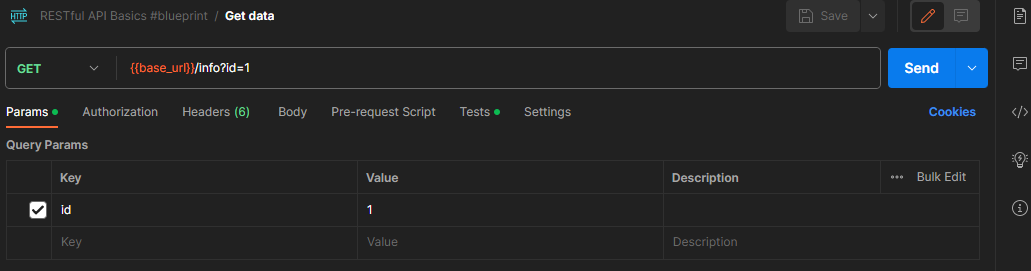 HTTP RESTful API Basics #blueprint / Get data Save
GET {{base_url}}/info?id=1 Send
Params Authorization Headers (6) Body Pre-request Script Tests Settings Cookies
Query Params
Key Value Description Bulk Edit
id 1
Key Value Description